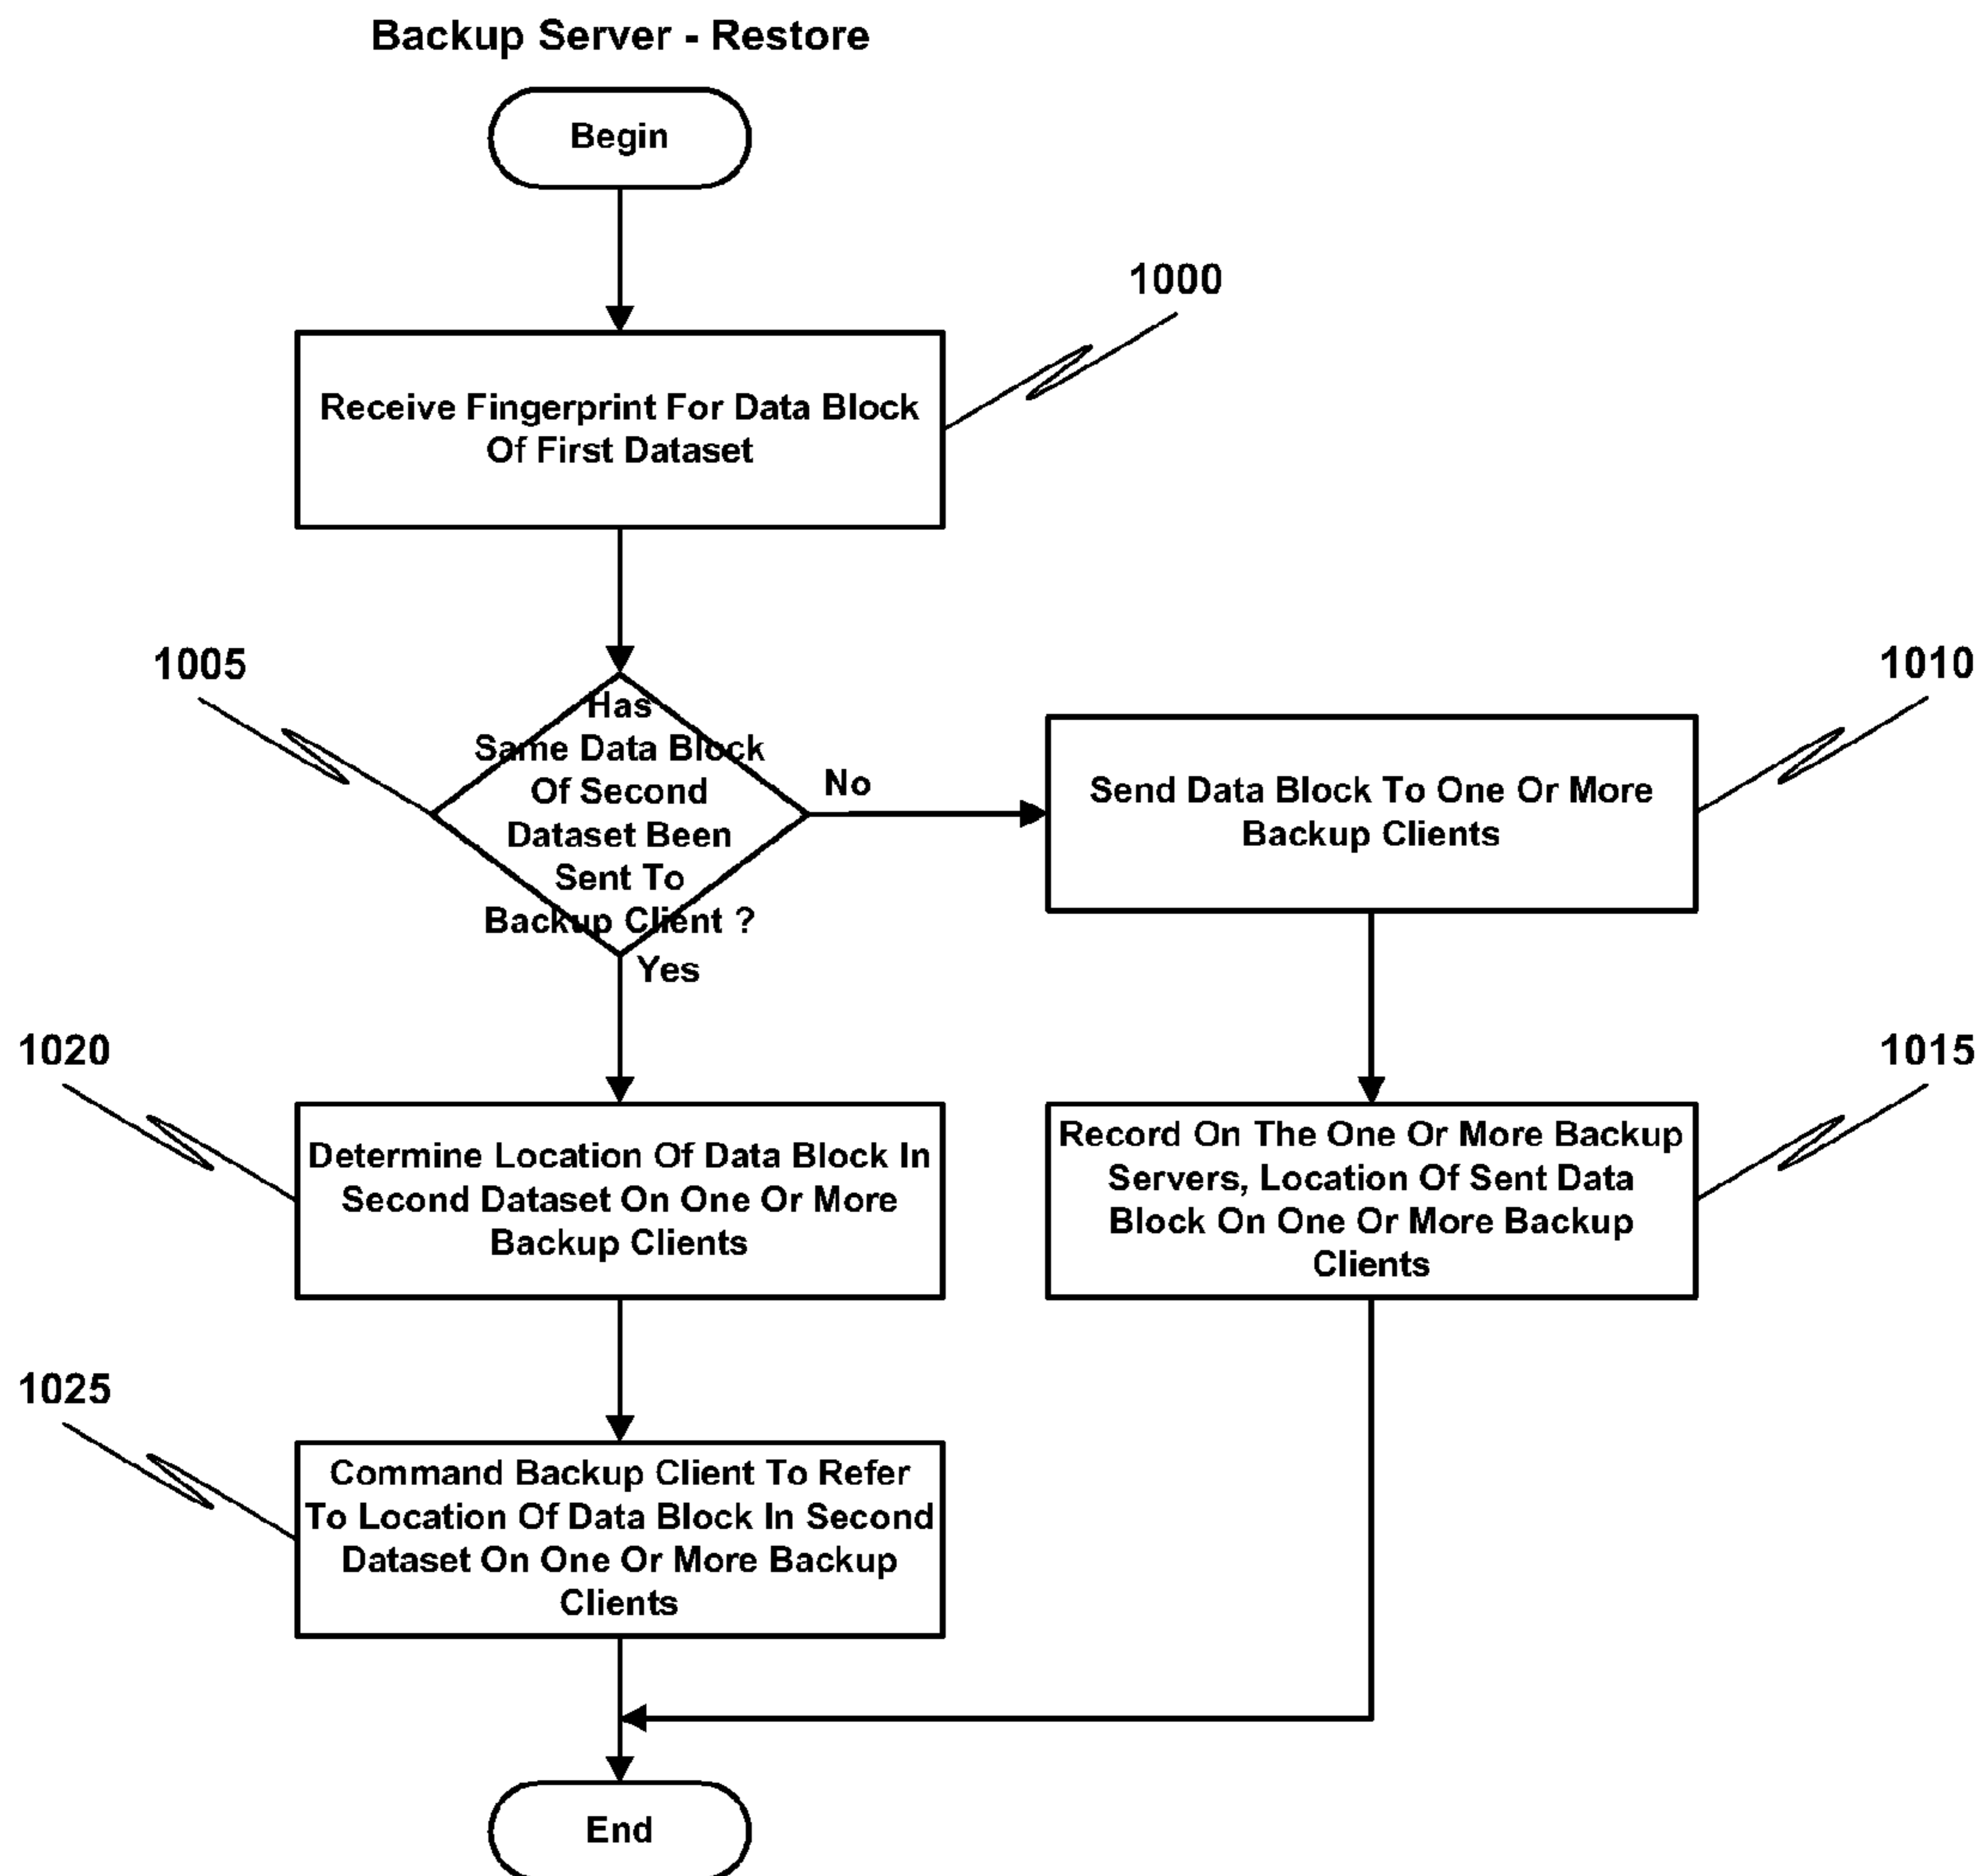 Backup Server - Restore
Begin
1000
Receive Fingerprint For Data Block
Of First Dataset
1005
Has
Same Data Block
Of Second
Dataset Been
Sent To
Backup Client ?
No
Yes
1010
Send Data Block To One Or More
Backup Clients
1020
Determine Location Of Data Block In
Second Dataset On One Or More
Backup Clients
1015
Record On The One Or More Backup
Servers, Location Of Sent Data
Block On One Or More Backup
Clients
1025
Command Backup Client To Refer
To Location Of Data Block In Second
Dataset On One Or More Backup
Clients
End